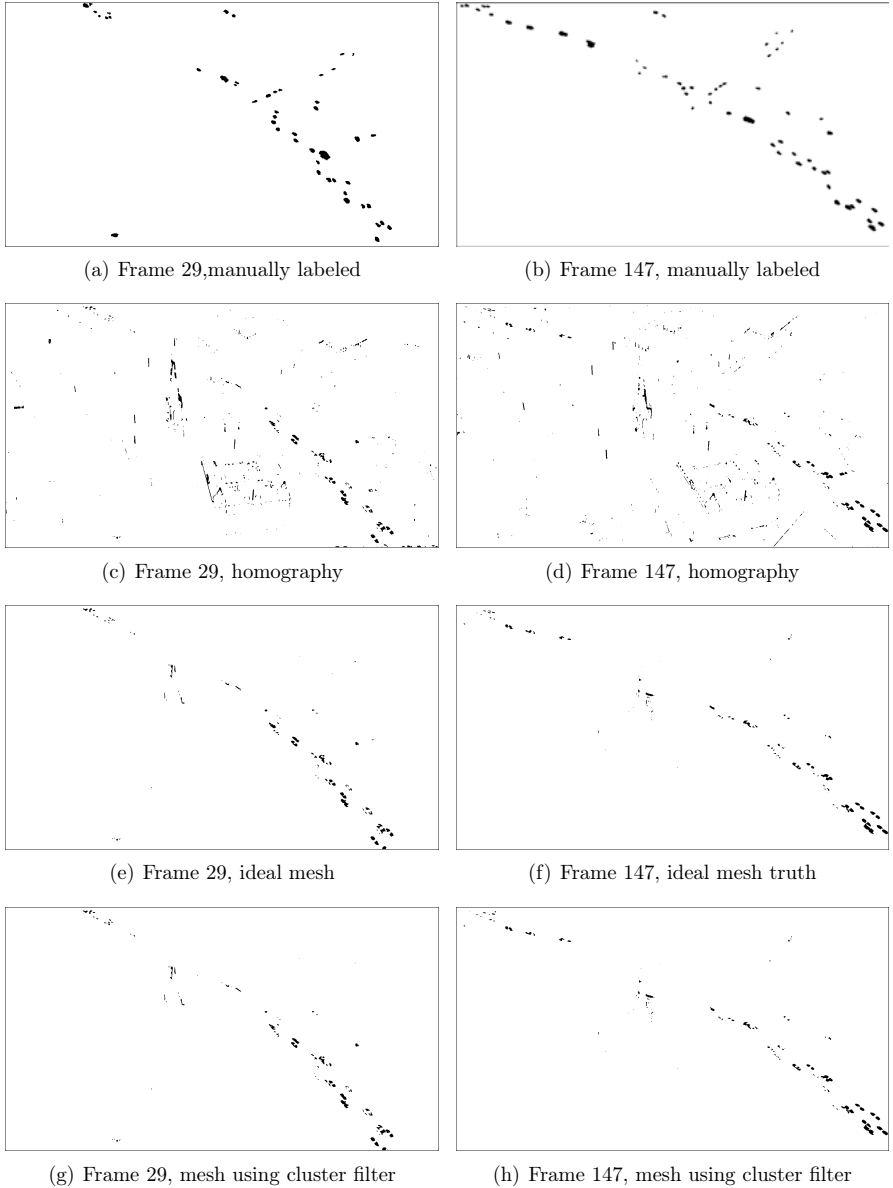 (a) Frame 29,manually labeled
(b) Frame 147, manually labeled
(c) Frame 29, homography
(d) Frame 147, homography
(e) Frame 29, ideal mesh
(f) Frame 147, ideal mesh truth
(g) Frame 29, mesh using cluster filter
(h) Frame 147, mesh using cluster filter